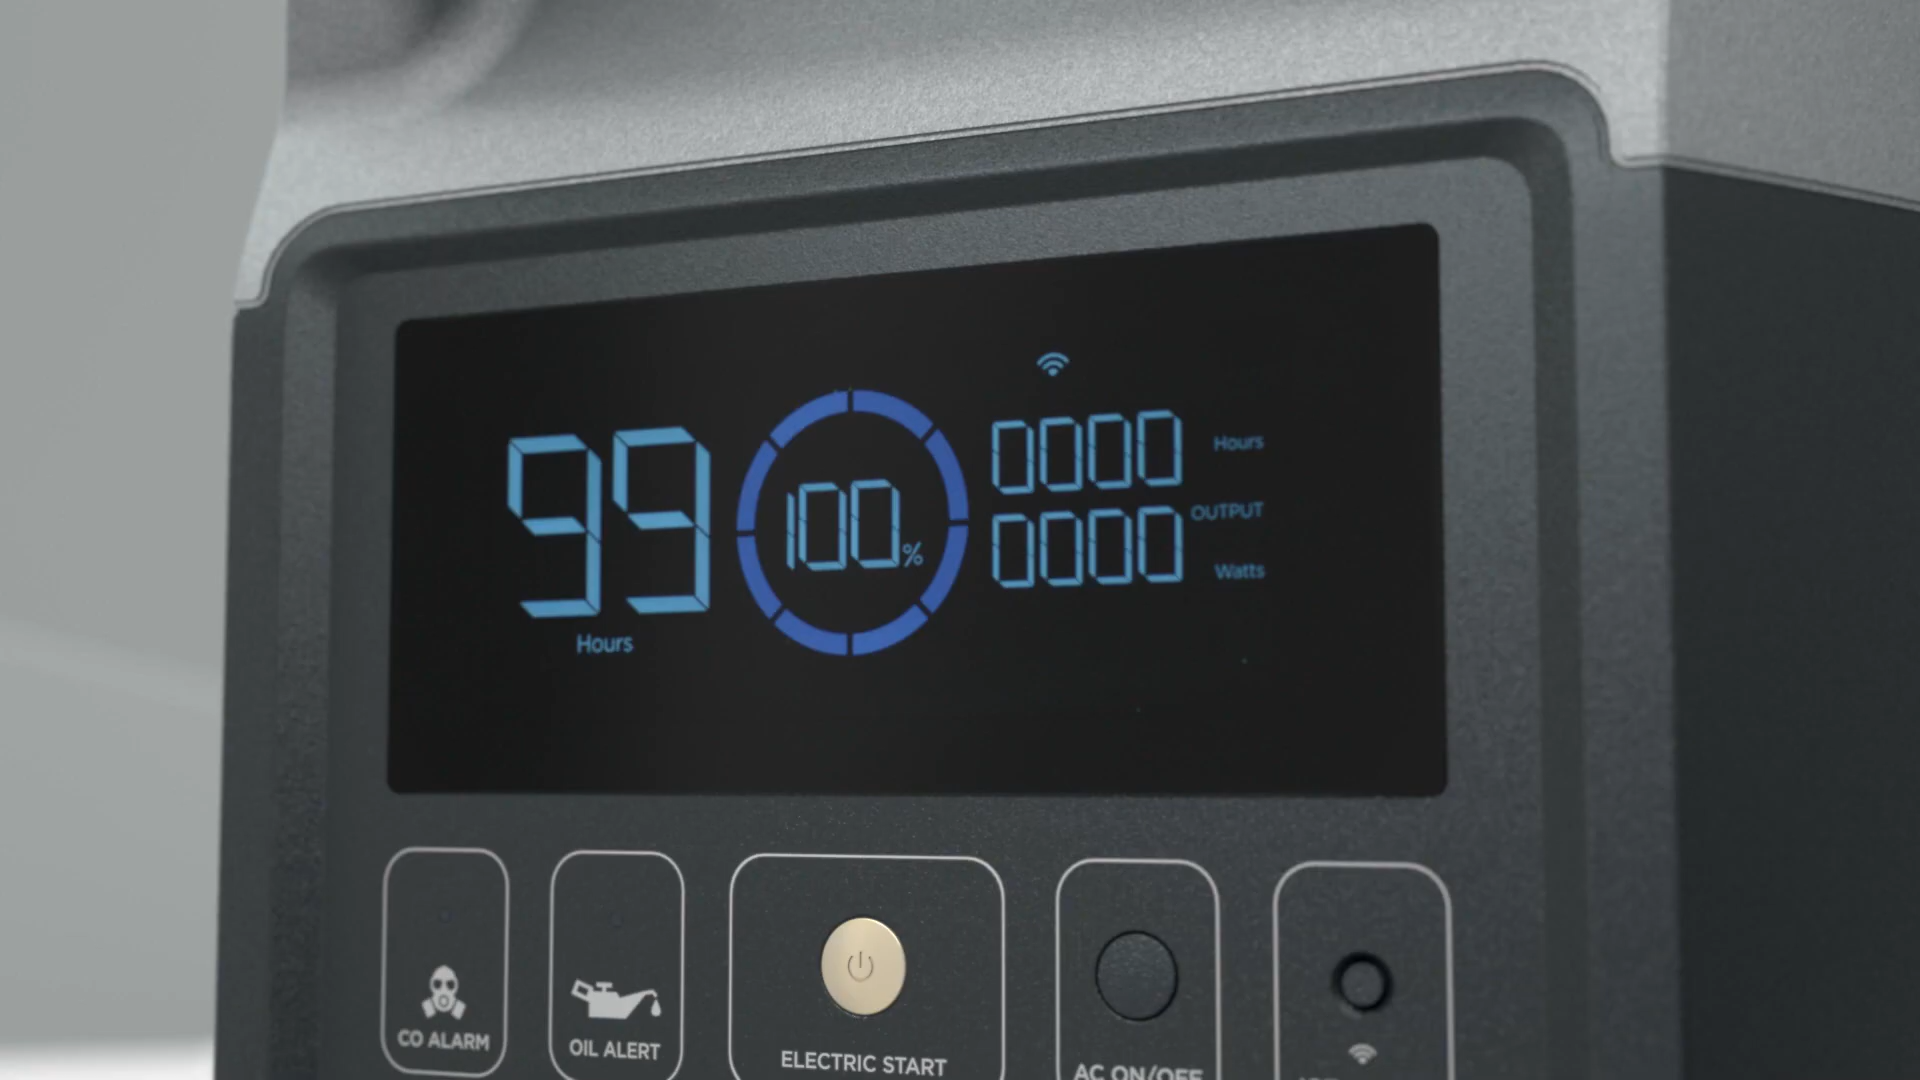 99
Hours
100%
0000 Hours
OUTPUT
0000 Watts
CO ALARM
OIL ALERT
ELECTRIC START
AC ON/OFF